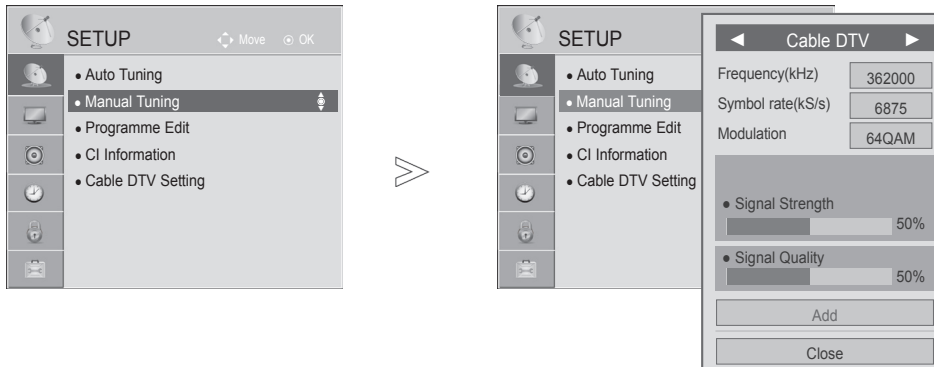 SETUP
Move OK
• Auto Tuning
• Manual Tuning
• Programme Edit
• CI Information
• Cable DTV Setting
SETUP
• Auto Tuning
• Manual Tuning
• Programme Edit
• CI Information
• Cable DTV Setting
◄ Cable DTV ►
Frequency(kHz) 362000
Symbol rate(kS/s) 6875
Modulation 64QAM
• Signal Strength
50%
• Signal Quality
50%
Add
Close